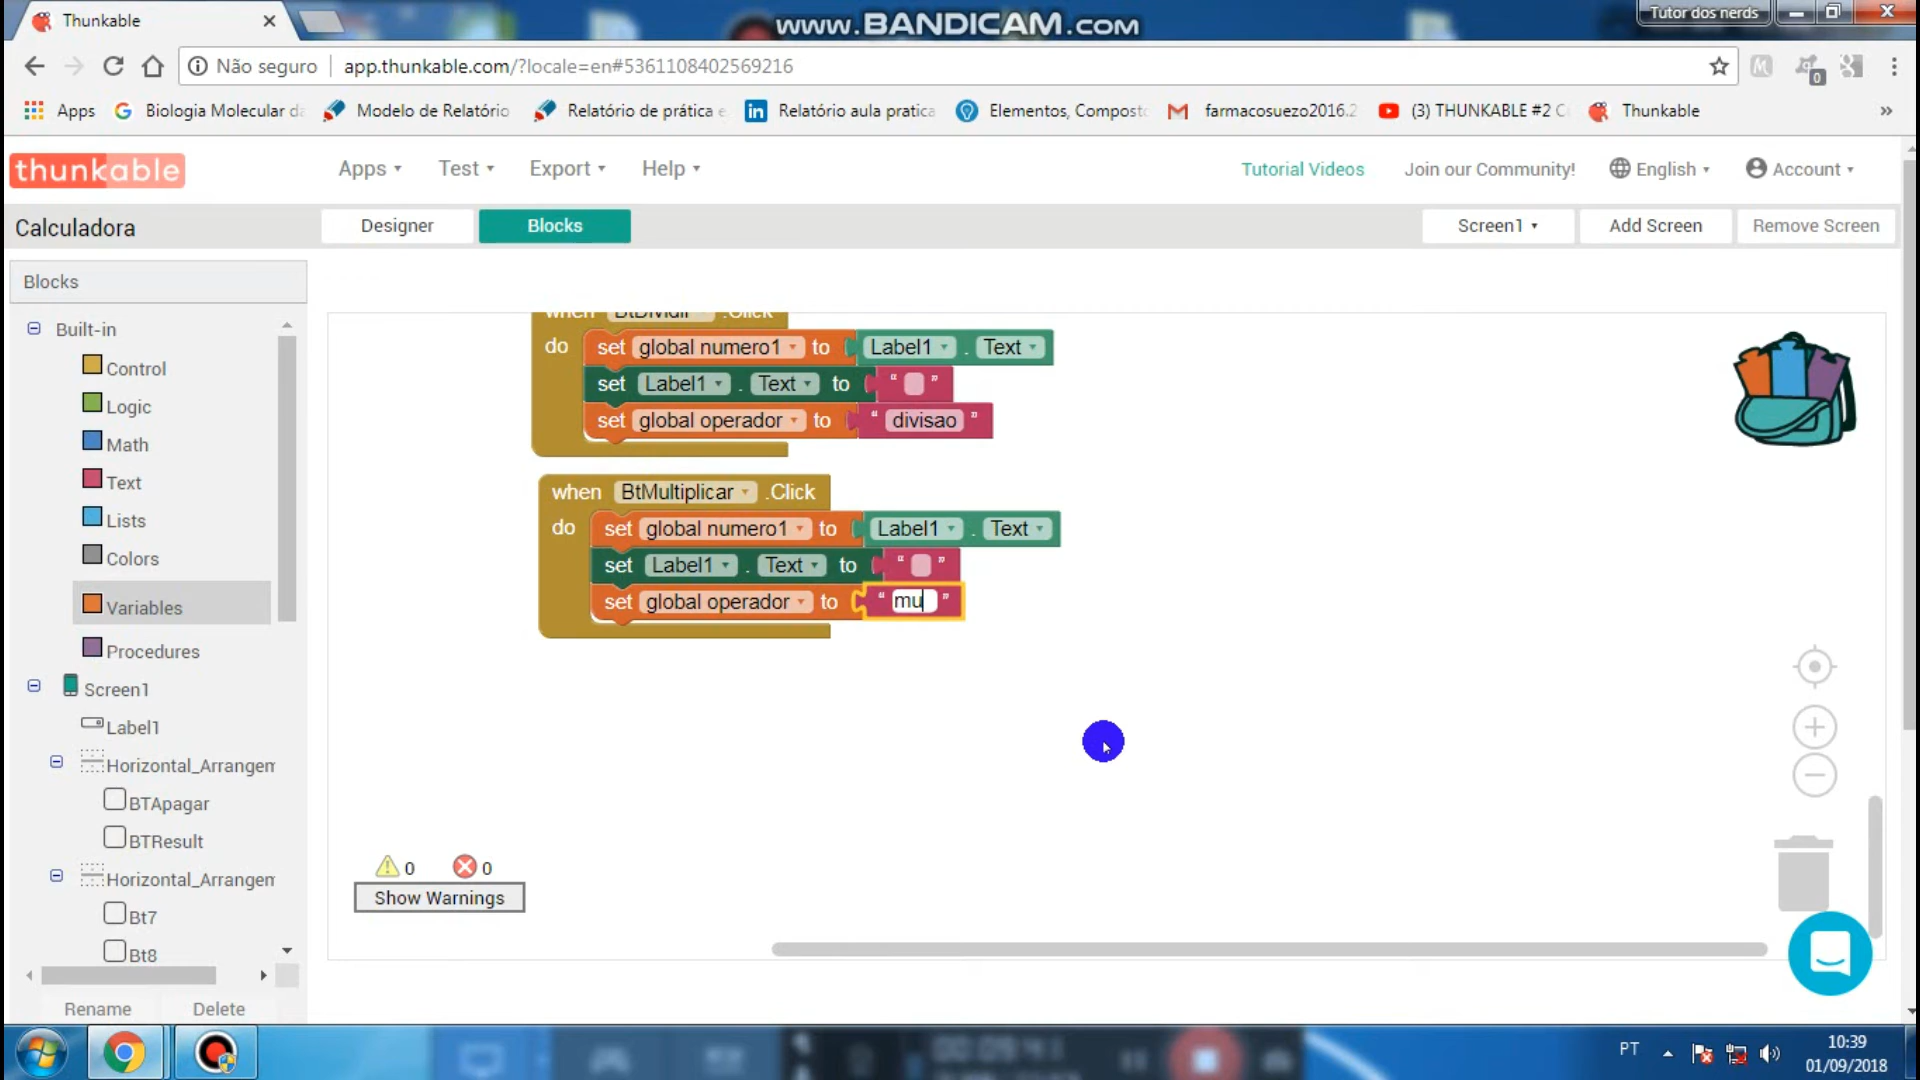 Thunkable
www.BANDICAM.com
Tutor dos nerds
Não seguro
app.thunkable.com/?locale=en#5361108402569216
0
Apps
Biologia Molecular da
Modelo de Relatório
Relatório de prática e
Relatório aula pratica
Elementos, Composto
farmacosuezo2016.2
(3) THUNKABLE #2 C
Thunkable
»
thunkable
Apps
Test
Export
Help
Tutorial Videos
Join our Community!
English
Account
Calculadora
Designer
Blocks
Screen1
Add Screen
Remove Screen
Blocks
Built-in
Control
Logic
Math
Text
Lists
Colors
Variables
Procedures
Screen1
Label1
Horizontal_Arrangem
BTApagar
BTResult
Horizontal_Arrangem
Bt7
Bt8
Rename
Delete
when BtDividir .Click
do set global numero1 to Label1 . Text
set Label1 . Text to “ ”
set global operador to “ divisao ”
when BtMultiplicar .Click
do set global numero1 to Label1 . Text
set Label1 . Text to “ ”
set global operador to “ mu ”
0
0
Show Warnings
PT
10:39
01/09/2018